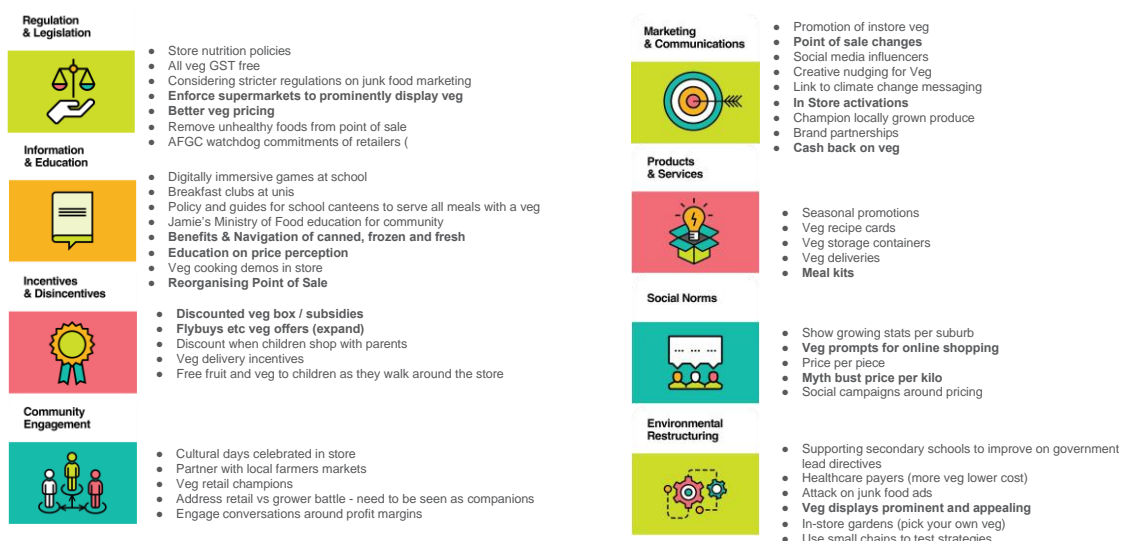 Regulation
& Legislation
● Store nutrition policies
● All veg GST free
● Considering stricter regulations on junk food marketing
● Enforce supermarkets to prominently display veg
● Better veg pricing
● Remove unhealthy foods from point of sale
● AFGC watchdog commitments of retailers (
Information
& Education
● Digitally immersive games at school
● Breakfast clubs at unis
● Policy and guides for school canteens to serve all meals with a veg
● Jamie's Ministry of Food education for community
● Benefits & Navigation of canned, frozen and fresh
● Education on price perception
● Veg cooking demos in store
● Reorganising Point of Sale
Incentives
& Disincentives
● Discounted veg box / subsidies
● Flybuys etc veg offers (expand)
● Discount when children shop with parents
● Veg delivery incentives
● Free fruit and veg to children as they walk around the store
Community
Engagement
● Cultural days celebrated in store
● Partner with local farmers markets
● Veg retail champions
● Address retail vs grower battle - need to be seen as companions
● Engage conversations around profit margins
Marketing
& Communications
● Promotion of instore veg
● Point of sale changes
● Social media influencers
● Creative nudging for Veg
● Link to climate change messaging
● In Store activations
● Champion locally grown produce
● Brand partnerships
● Cash back on veg
Products
& Services
● Seasonal promotions
● Veg recipe cards
● Veg storage containers
● Veg deliveries
● Meal kits
Social Norms
● Show growing stats per suburb
● Veg prompts for online shopping
● Price per piece
● Myth bust price per kilo
● Social campaigns around pricing
Environmental
Restructuring
● Supporting secondary schools to improve on government
lead directives
● Healthcare payers (more veg lower cost)
● Attack on junk food ads
● Veg displays prominent and appealing
● In-store gardens (pick your own veg)
● Use small chains to test strategies